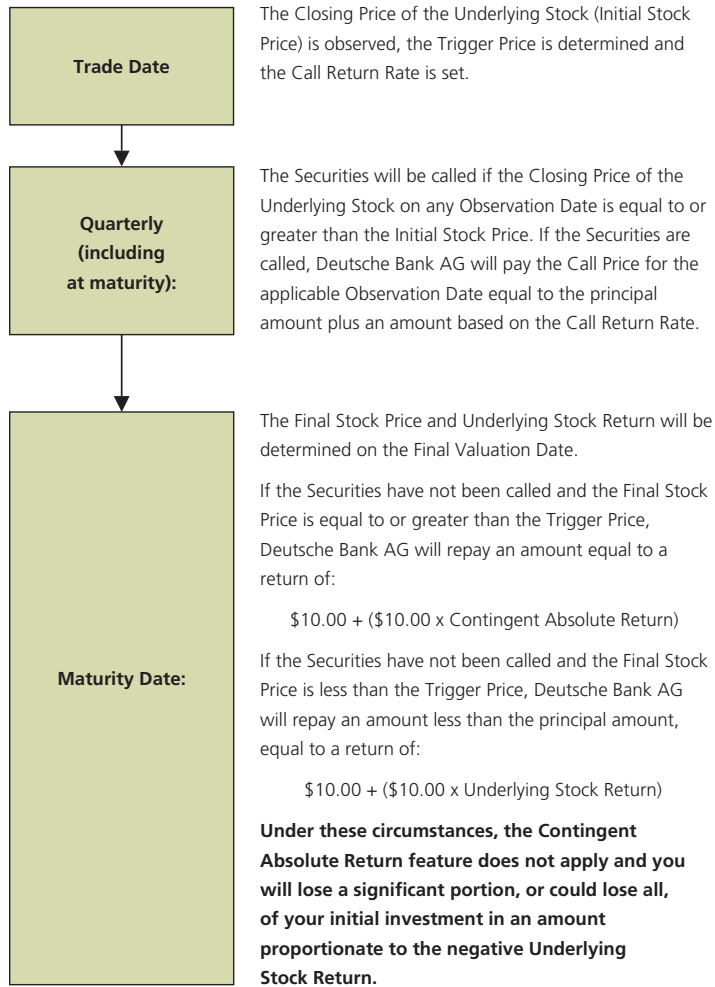 Trade Date
The Closing Price of the Underlying Stock (Initial Stock
Price) is observed, the Trigger Price is determined and
the Call Return Rate is set.
Quarterly
(including
at maturity):
The Securities will be called if the Closing Price of the
Underlying Stock on any Observation Date is equal to or
greater than the Initial Stock Price. If the Securities are
called, Deutsche Bank AG will pay the Call Price for the
applicable Observation Date equal to the principal
amount plus an amount based on the Call Return Rate.
Maturity Date:
The Final Stock Price and Underlying Stock Return will be
determined on the Final Valuation Date.
If the Securities have not been called and the Final Stock
Price is equal to or greater than the Trigger Price,
Deutsche Bank AG will repay an amount equal to a
return of:
$10.00 + ($10.00 x Contingent Absolute Return)
If the Securities have not been called and the Final Stock
Price is less than the Trigger Price, Deutsche Bank AG
will repay an amount less than the principal amount,
equal to a return of:
$10.00 + ($10.00 x Underlying Stock Return)
Under these circumstances, the Contingent
Absolute Return feature does not apply and you
will lose a significant portion, or could lose all,
of your initial investment in an amount
proportionate to the negative Underlying
Stock Return.